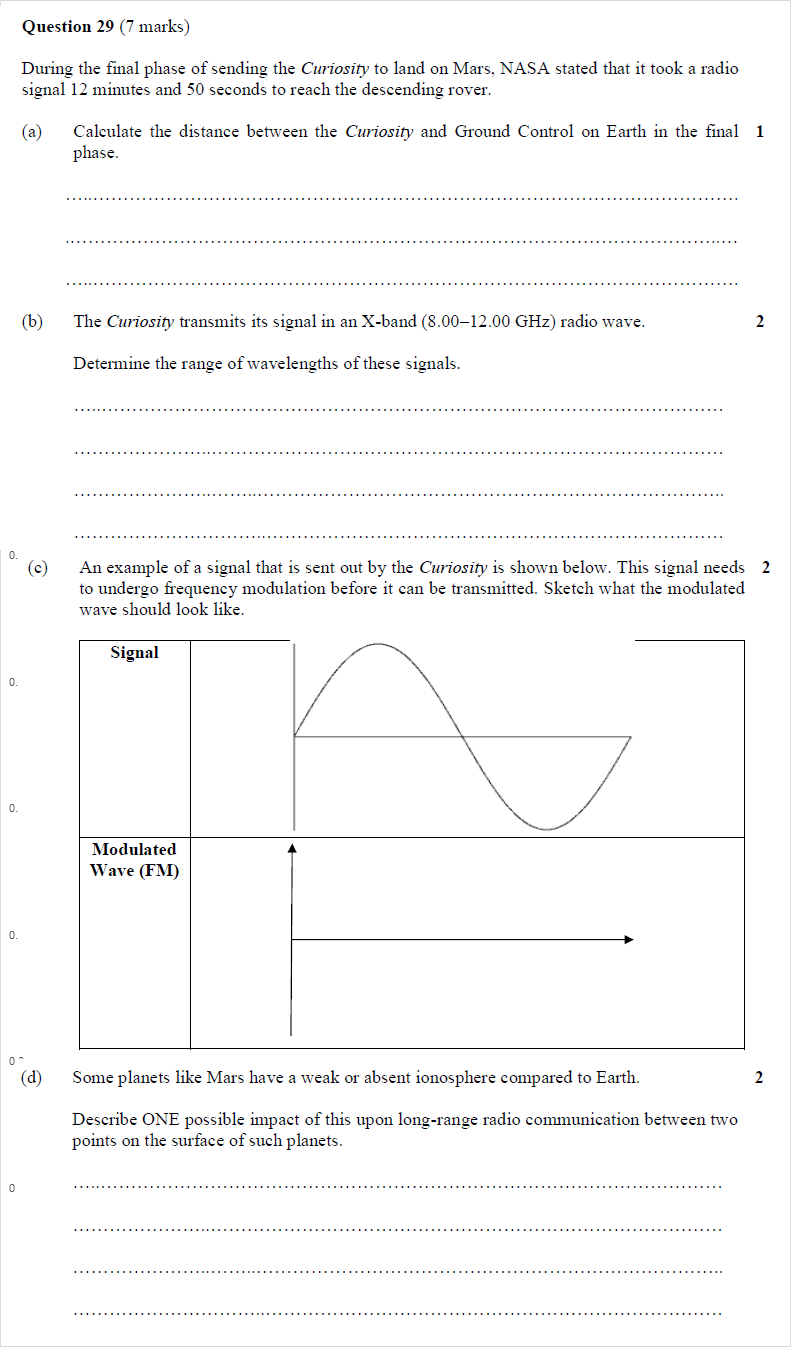 Question 29 (7 marks)
During the final phase of sending the Curiosity to land on Mars, NASA stated that it took a radio
signal 12 minutes and 50 seconds to reach the descending rover.
(a) Calculate the distance between the Curiosity and Ground Control on Earth in the final 1
phase.
(b) The Curiosity transmits its signal in an X-band (8.00–12.00 GHz) radio wave. 2
Determine the range of wavelengths of these signals.
0.
(c) An example of a signal that is sent out by the Curiosity is shown below. This signal needs 2
to undergo frequency modulation before it can be transmitted. Sketch what the modulated
wave should look like.
Signal
0.
0.
Modulated
Wave (FM)
0.
0
(d) Some planets like Mars have a weak or absent ionosphere compared to Earth. 2
Describe ONE possible impact of this upon long-range radio communication between two
points on the surface of such planets.
0